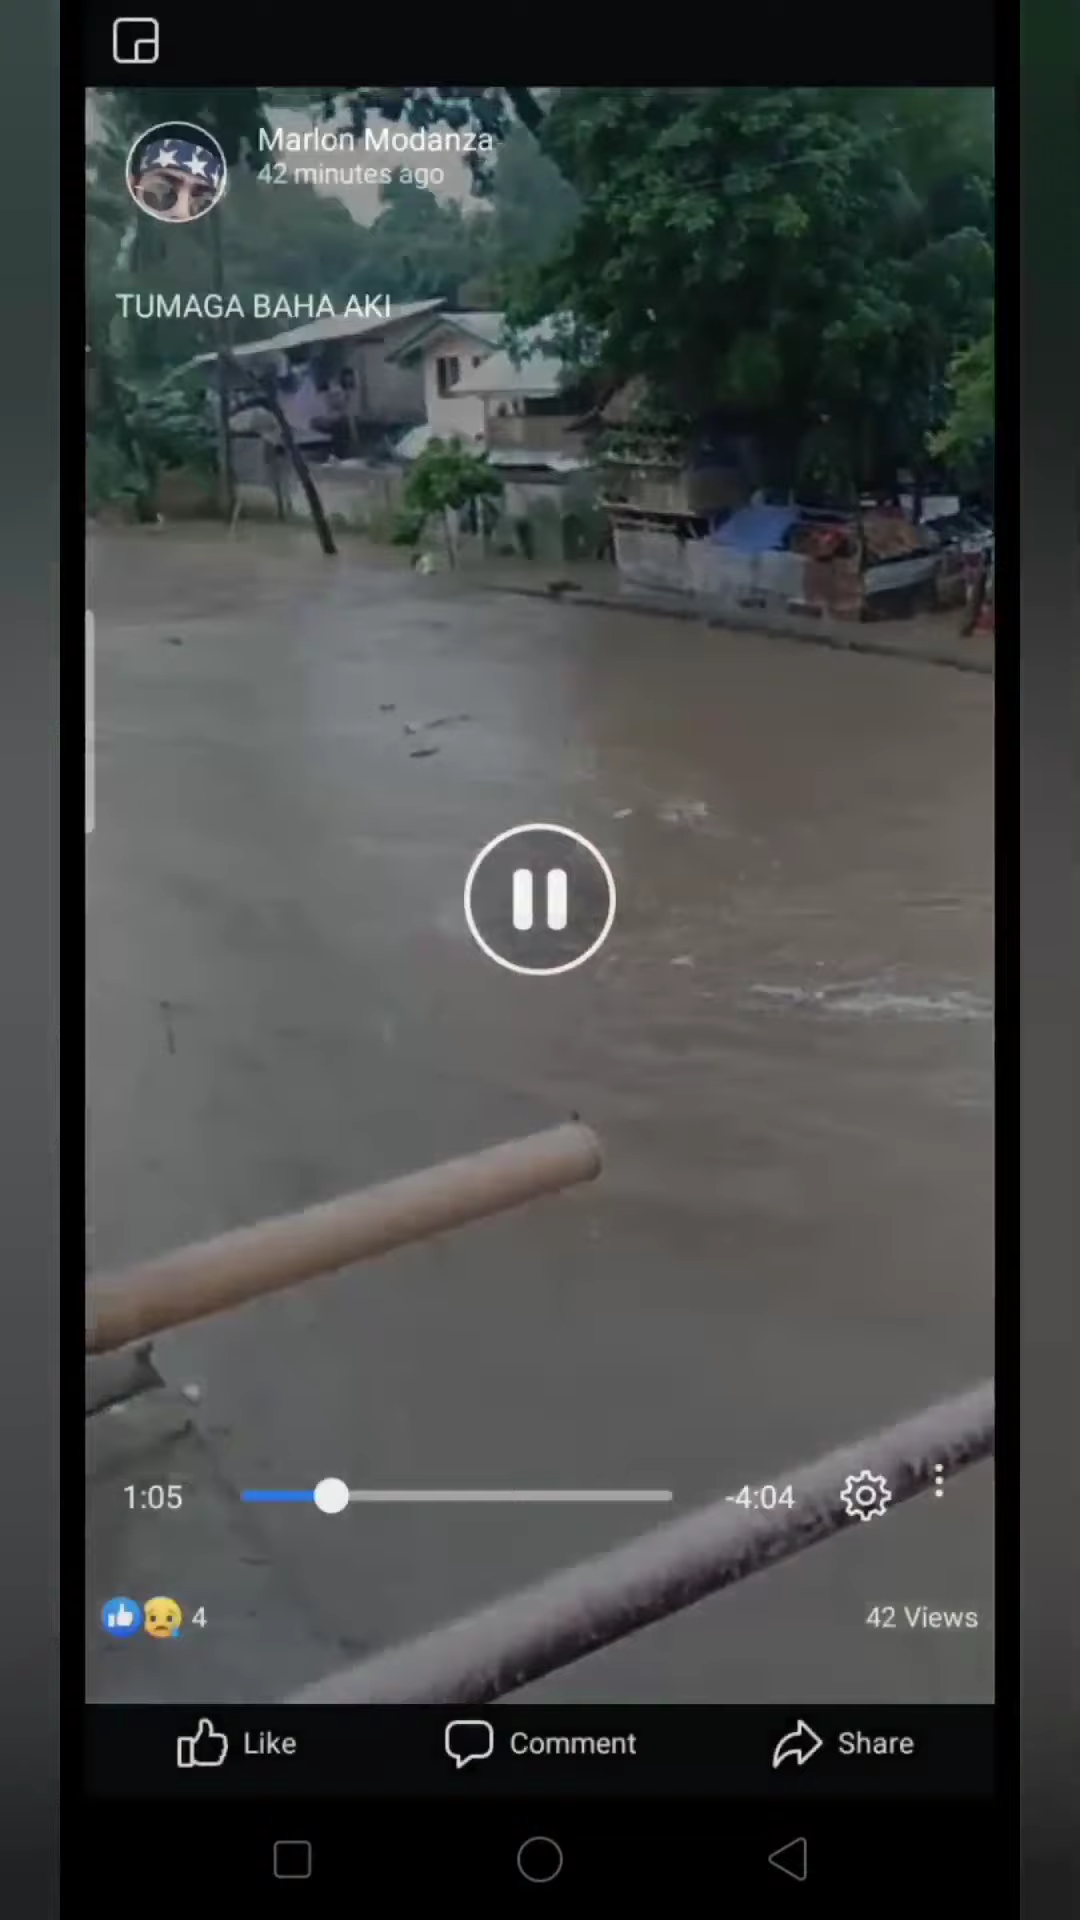 Marlon Modanza
42 minutes ago
TUMAGA BAHA AKI
1:05
-4:04
4
42 Views
Like
Comment
Share